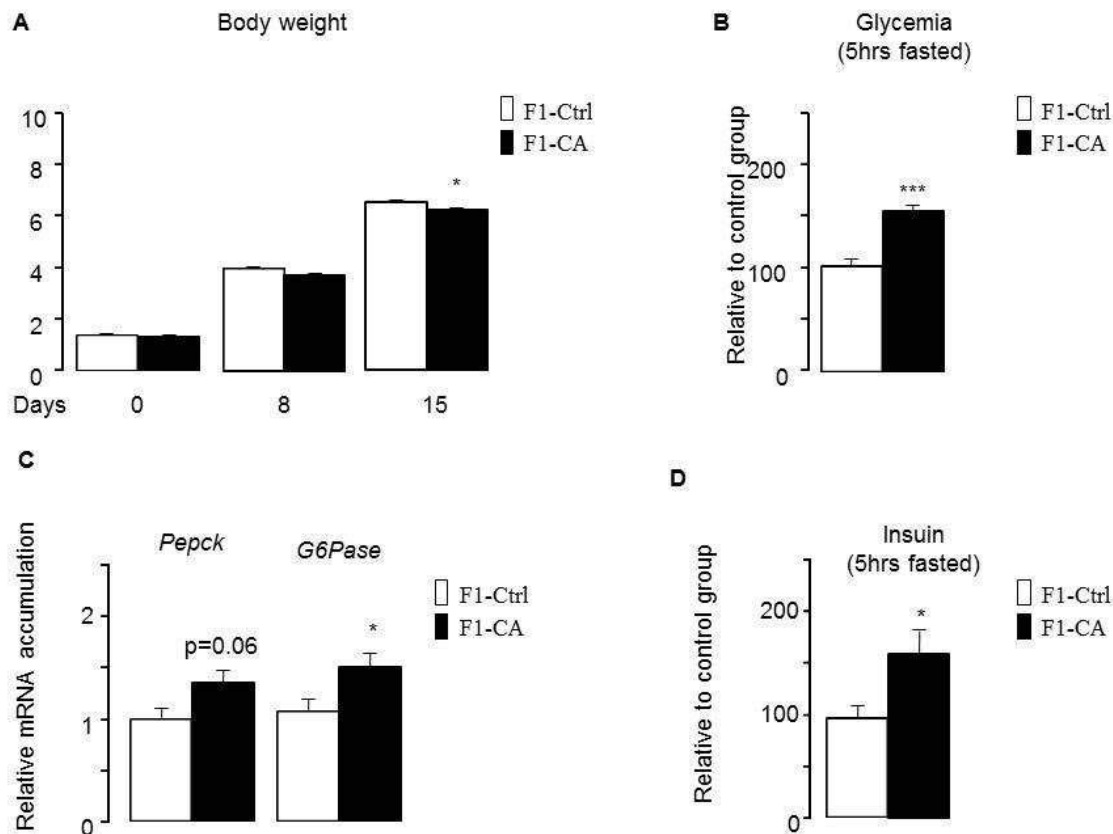 A
Body weight
10
8
6
4
2
0
*
F1-Ctrl
F1-CA
Days 0 8 15
B
Glycemia
(5hrs fasted)
Relative to control group
200
100
0
***
F1-Ctrl
F1-CA
C
Relative mRNA accumulation
Pepck G6Pase
2
1
0
p=0.06
*
F1-Ctrl
F1-CA
D
Insuin
(5hrs fasted)
Relative to control group
200
100
0
*
F1-Ctrl
F1-CA